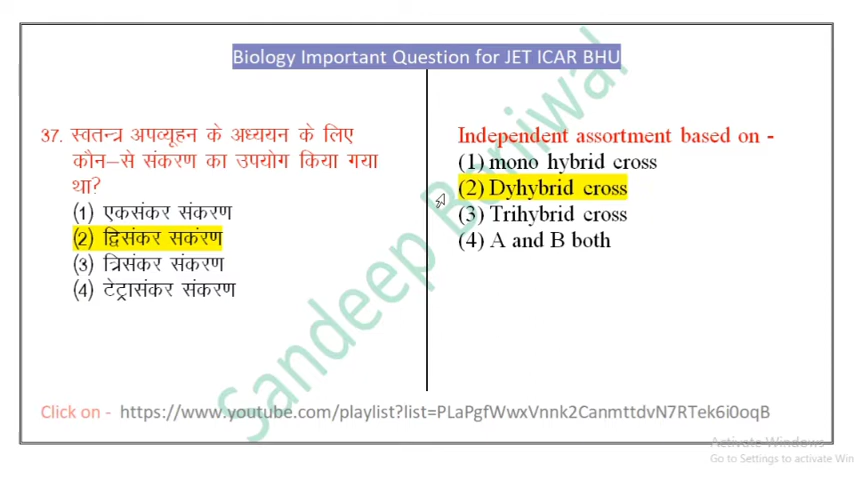 Biology Important Question for JET ICAR BHU
37. स्वतन्त्र अपव्यूहन के अध्ययन के लिए
कौन–से संकरण का उपयोग किया गया
था?
(1) एकसंकर संकरण
(2) द्विसंकर सकंरण
(3) त्रिसंकर संकरण
(4) टेट्रासंकर संकरण
Independent assortment based on -
(1) mono hybrid cross
(2) Dyhybrid cross
(3) Trihybrid cross
(4) A and B both
Sandeep Boniwal
Click on - https://www.youtube.com/playlist?list=PLaPgfWwxVnnk2CanmttdvN7RTek6i0oqB
Activate Windows
Go to Settings to activate Win